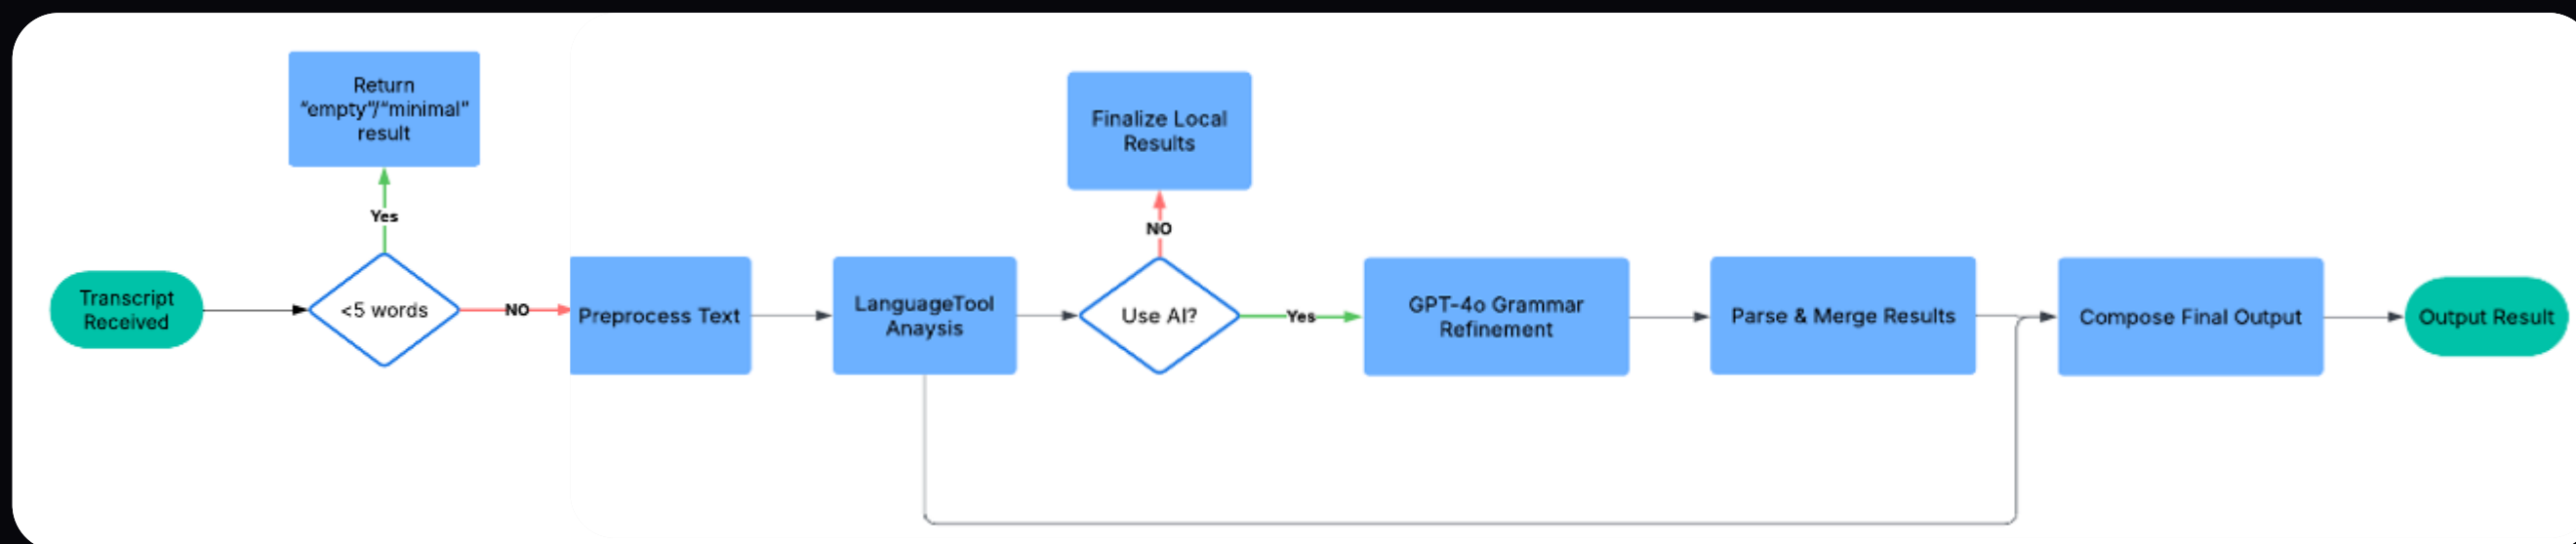 Transcript
Received
<5 words
Yes
Return
“empty”/“minimal”
result
NO
Preprocess Text
LanguageTool
Anaysis
Use AI?
NO
Finalize Local
Results
Yes
GPT-4o Grammar
Refinement
Parse & Merge Results
Compose Final Output
Output Result